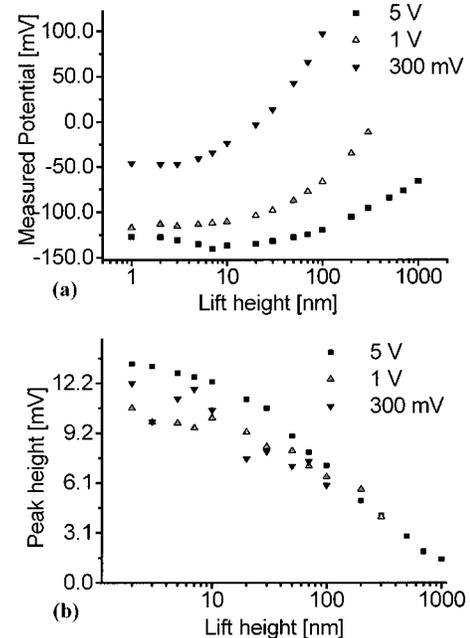 5 V
1 V
300 mV
100.0
50.0
0.0
-50.0
-100.0
-150.0
Measured Potential [mV]
1
10
100
1000
Lift height [nm]
(a)
5 V
1 V
300 mV
12.2
9.2
6.1
3.1
0.0
Peak height [mV]
10
100
1000
Lift height [nm]
(b)